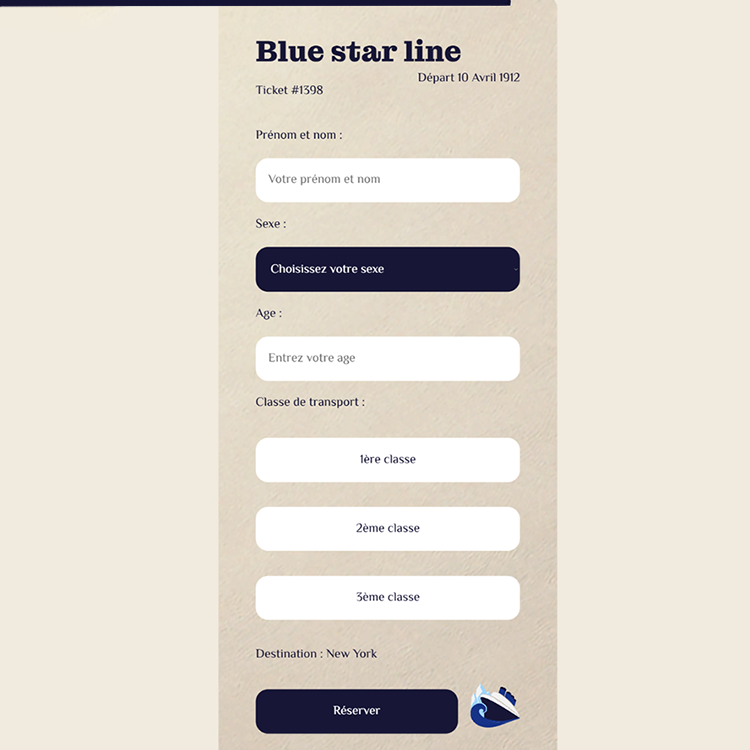 Blue star line
Départ 10 Avril 1912
Ticket #1398
Prénom et nom :
Votre prénom et nom
Sexe :
Choisissez votre sexe
Age :
Entrez votre age
Classe de transport :
1ère classe
2ème classe
3ème classe
Destination : New York
Réserver